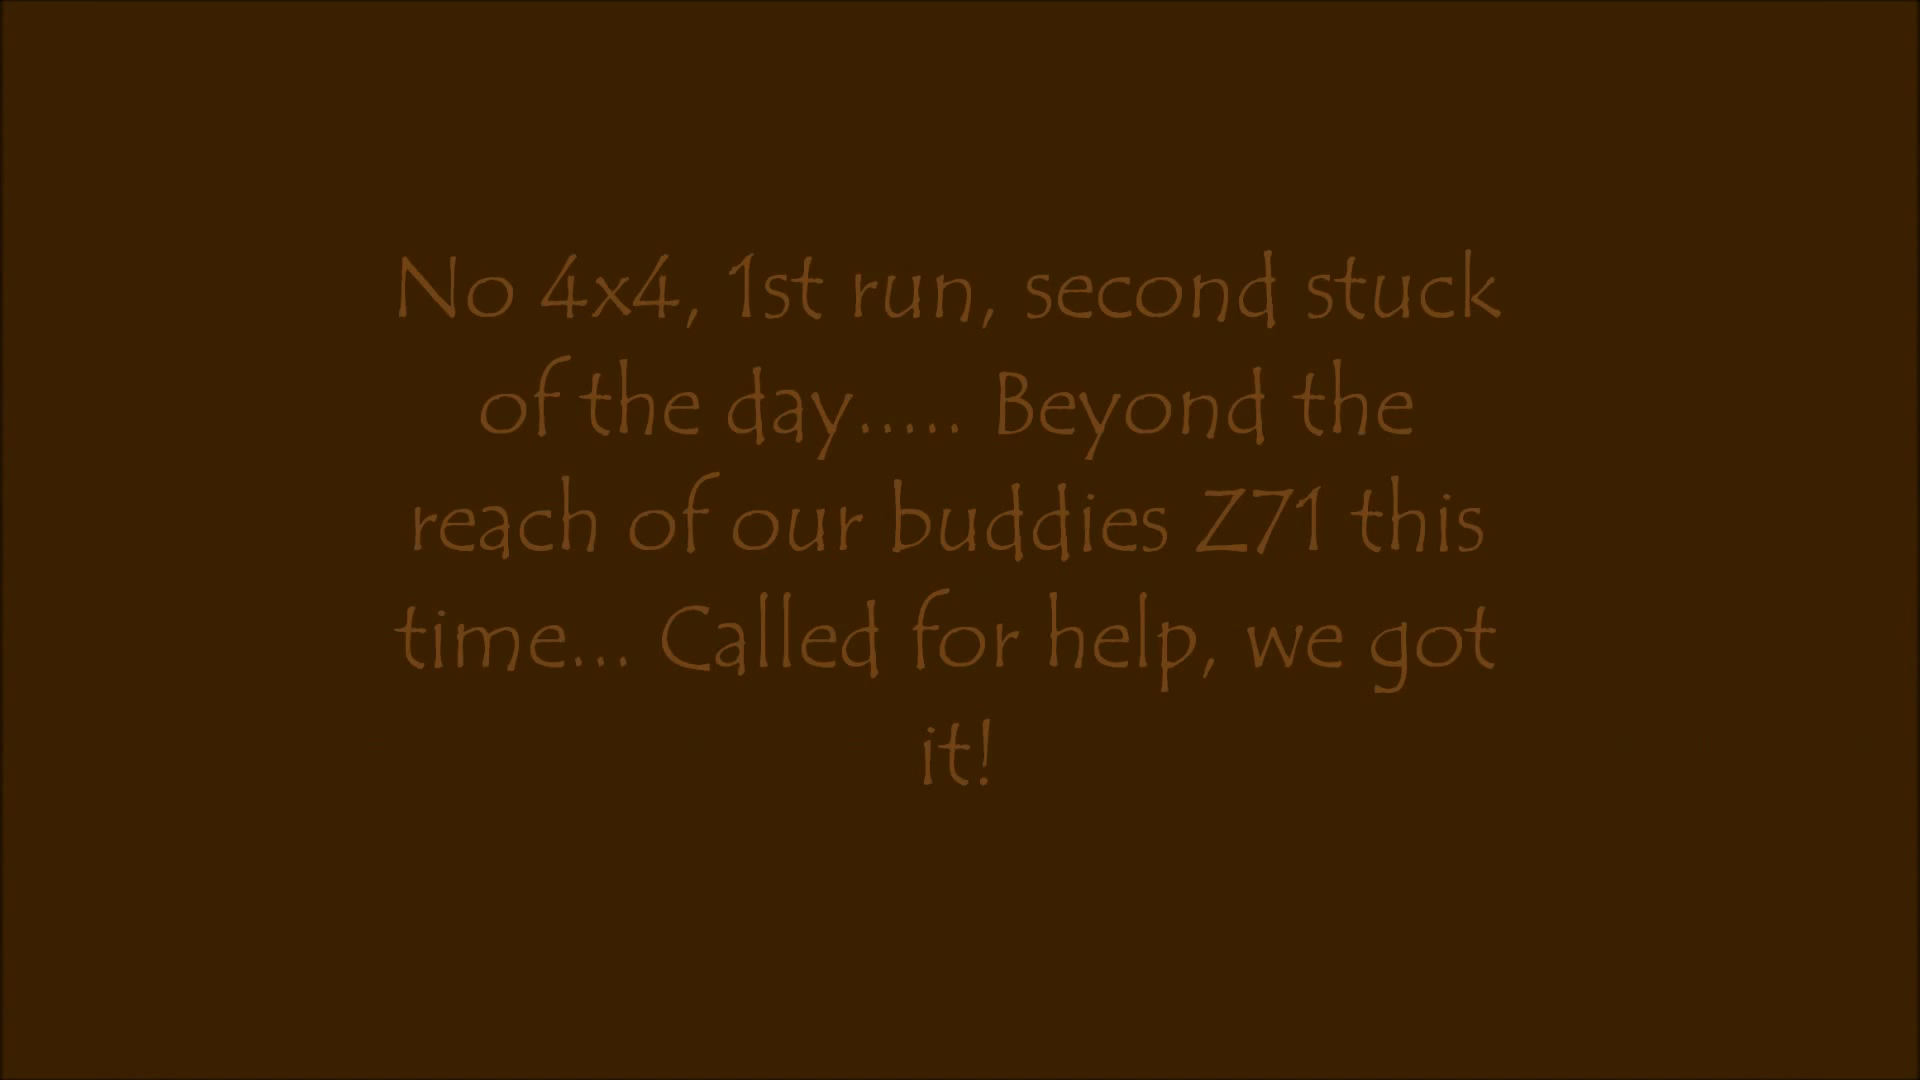 No 4x4, 1st run, second stuck
of the day..... Beyond the
reach of our buddies Z71 this
time... Called for help, we got
it!